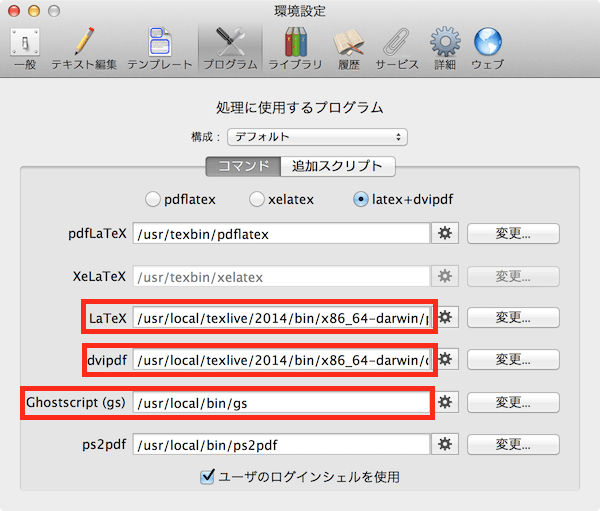 環境設定
一般 テキスト編集 テンプレート プログラム ライブラリ 履歴 サービス 詳細 ウェブ
処理に使用するプログラム
構成： デフォルト
コマンド 追加スクリプト
pdflatex xelatex latex+dvipdf
pdfLaTeX /usr/texbin/pdflatex 変更...
XeLaTeX /usr/texbin/xelatex 変更...
LaTeX /usr/local/texlive/2014/bin/x86_64-darwin/p 変更...
dvipdf /usr/local/texlive/2014/bin/x86_64-darwin/d 変更...
Ghostscript (gs) /usr/local/bin/gs 変更...
ps2pdf /usr/local/bin/ps2pdf 変更...
ユーザのログインシェルを使用